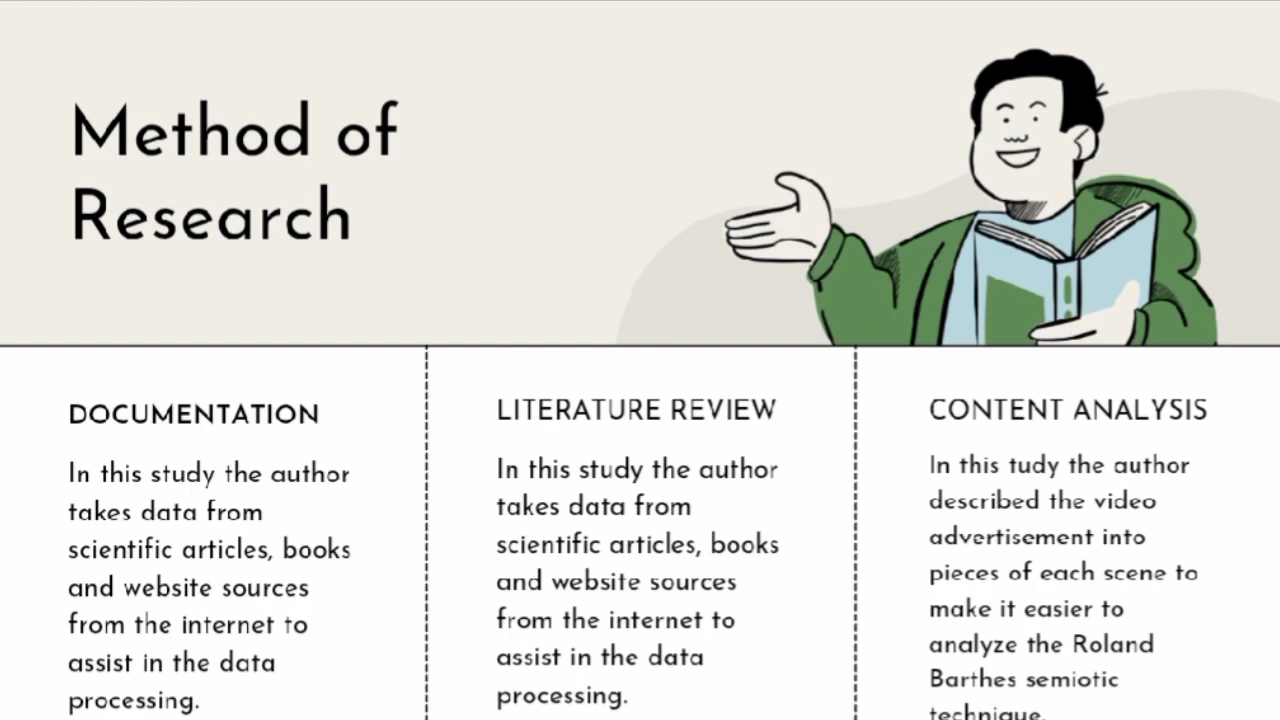 Method of
Research
DOCUMENTATION
In this study the author
takes data from
scientific articles, books
and website sources
from the internet to
assist in the data
processing.
LITERATURE REVIEW
In this study the author
takes data from
scientific articles, books
and website sources
from the internet to
assist in the data
processing.
CONTENT ANALYSIS
In this tudy the author
described the video
advertisement into
pieces of each scene to
make it easier to
analyze the Roland
Barthes semiotic
technique.